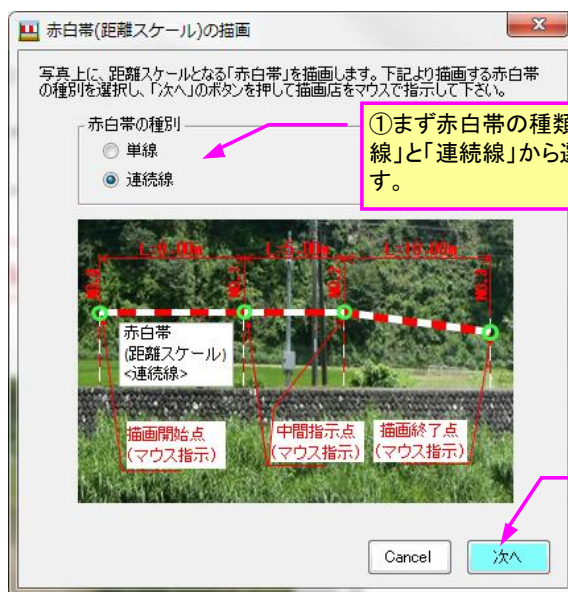 赤白帯(距離スケール)の描画
写真上に、距離スケールとなる「赤白帯」を描画します。下記より描画する赤白帯
の種別を選択し、「次へ」のボタンを押して描画店をマウスで指示して下さい。
赤白帯の種別
単線
連続線
①まず赤白帯の種類
線」と「連続線」から選
す。
NO.1
NO.2
NO.3
赤白帯
(距離スケール)
<連続線>
描画開始点
(マウス指示)
中間指示点
(マウス指示)
描画終了点
(マウス指示)
Cancel
次へ